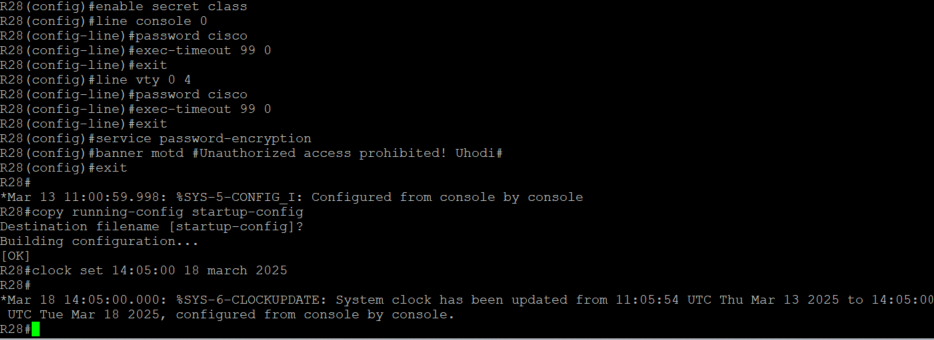 R28(config)#enable secret class
R28(config)#line console 0
R28(config-line)#password cisco
R28(config-line)#exec-timeout 99 0
R28(config-line)#exit
R28(config)#line vty 0 4
R28(config-line)#password cisco
R28(config-line)#exec-timeout 99 0
R28(config-line)#exit
R28(config)#service password-encryption
R28(config)#banner motd #Unauthorized access prohibited! Uhodi#
R28(config)#exit
R28#
*Mar 13 11:00:59.998: %SYS-5-CONFIG_I: Configured from console by console
R28#copy running-config startup-config
Destination filename [startup-config]?
Building configuration...
[OK]
R28#clock set 14:05:00 18 march 2025
R28#
*Mar 18 14:05:00.000: %SYS-6-CLOCKUPDATE: System clock has been updated from 11:05:54 UTC Thu Mar 13 2025 to 14:05:00
 UTC Tue Mar 18 2025, configured from console by console.
R28#